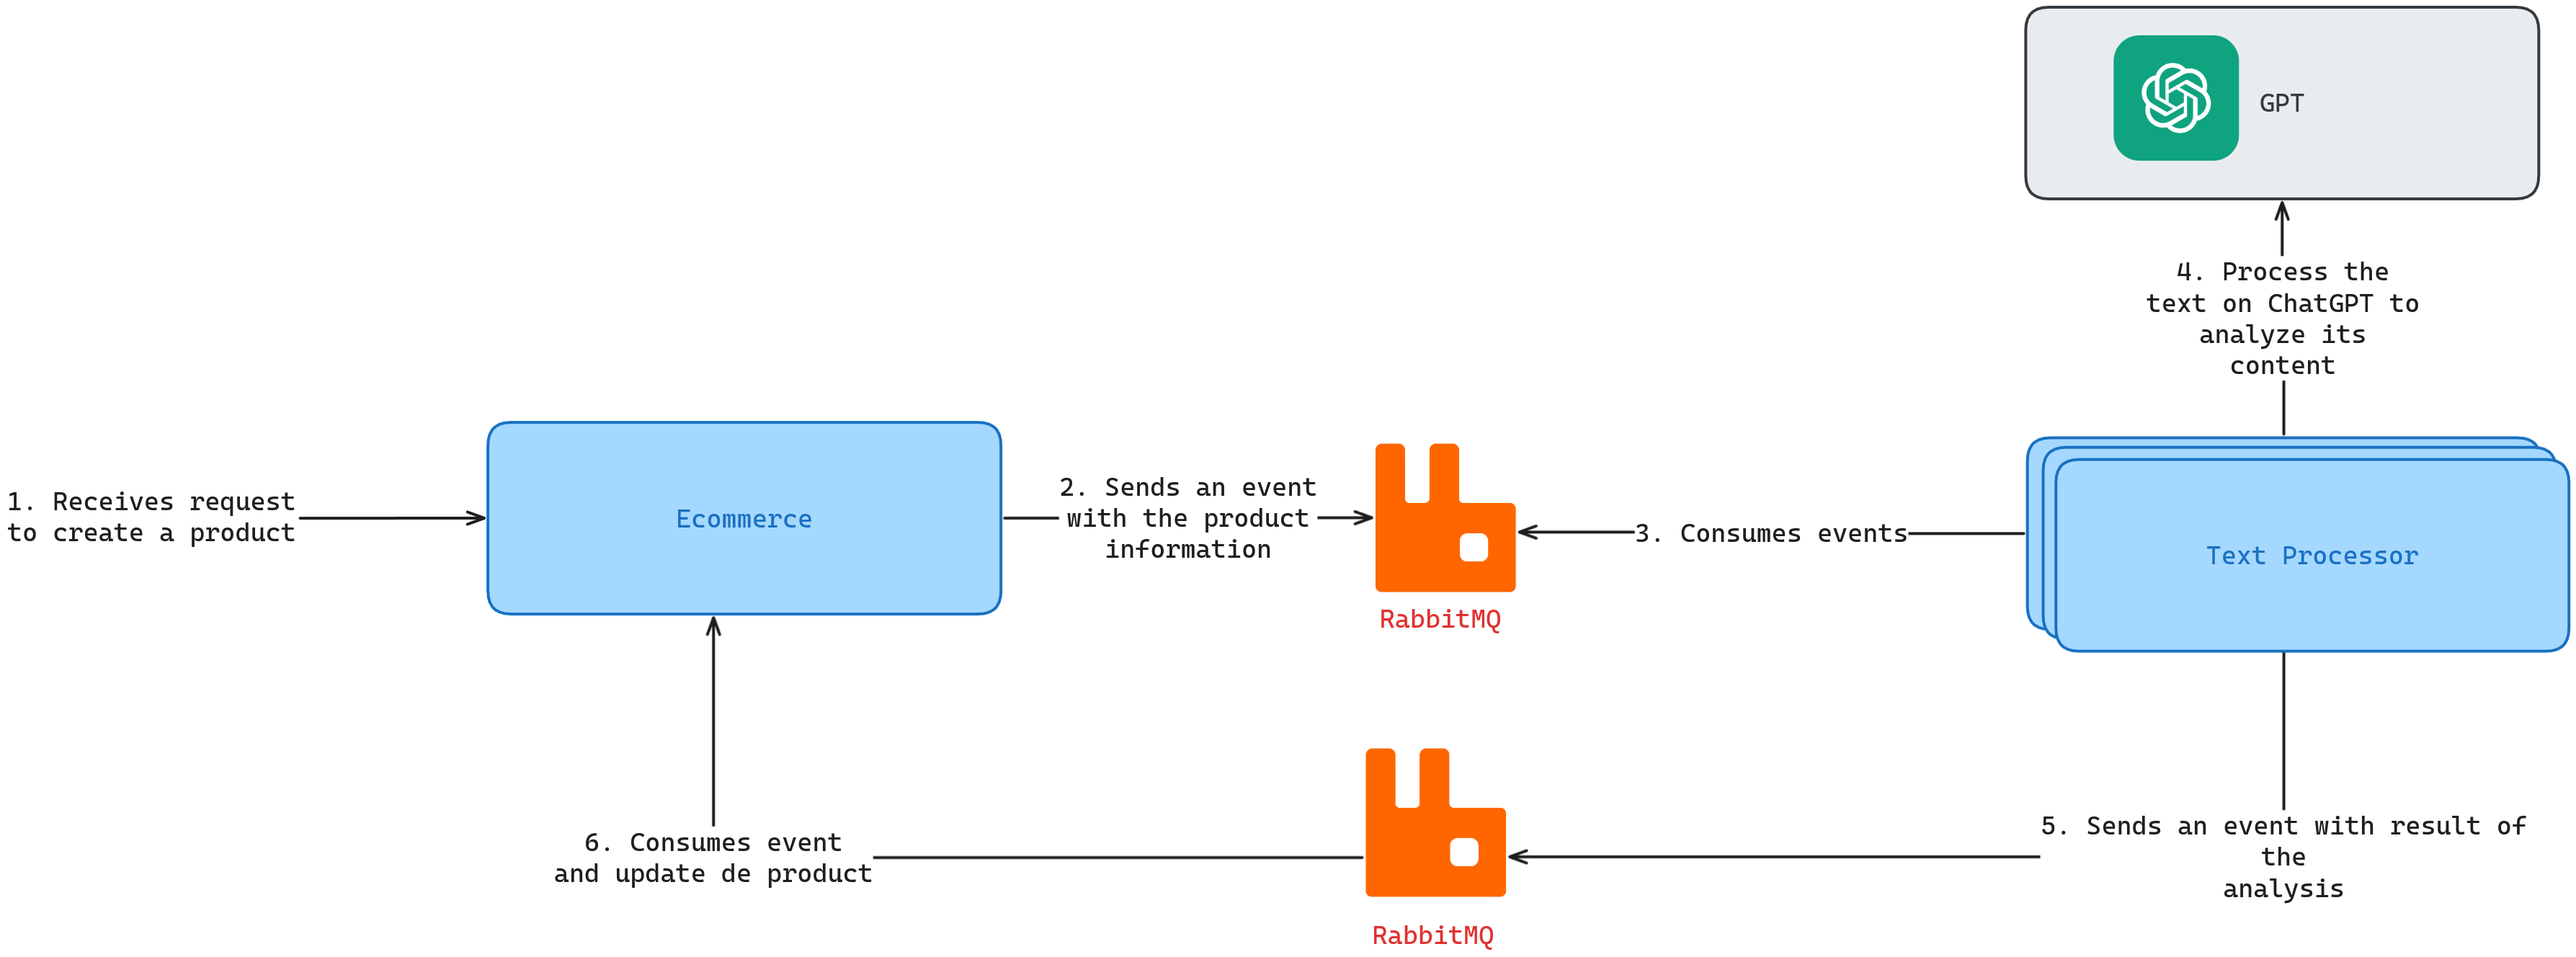 GPT
4. Process the
text on ChatGPT to
analyze its
content
1. Receives request
to create a product
Ecommerce
2. Sends an event
with the product
information
RabbitMQ
3. Consumes events
Text Processor
6. Consumes event
and update de product
RabbitMQ
5. Sends an event with result of
the
analysis